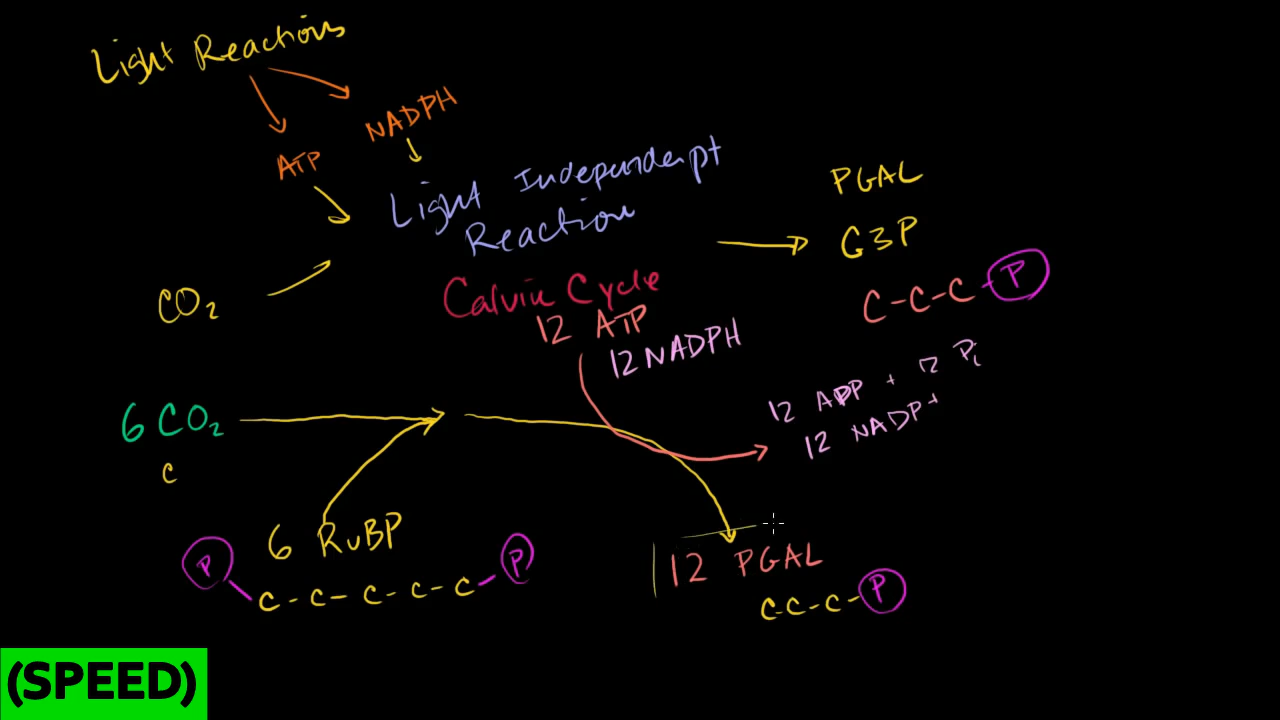 Light Reactions
NADPH
ATP
Light Independent
Reaction
PGAL
G3P
CO2
Calvin Cycle
C-C-C-P
12 ATP
12 NADPH
12 ADP + 12 Pi
12 NADP+
6 CO2
C
6 RuBP
P
P
C-C-C-C-C
12 PGAL
C-C-C-P
(SPEED)